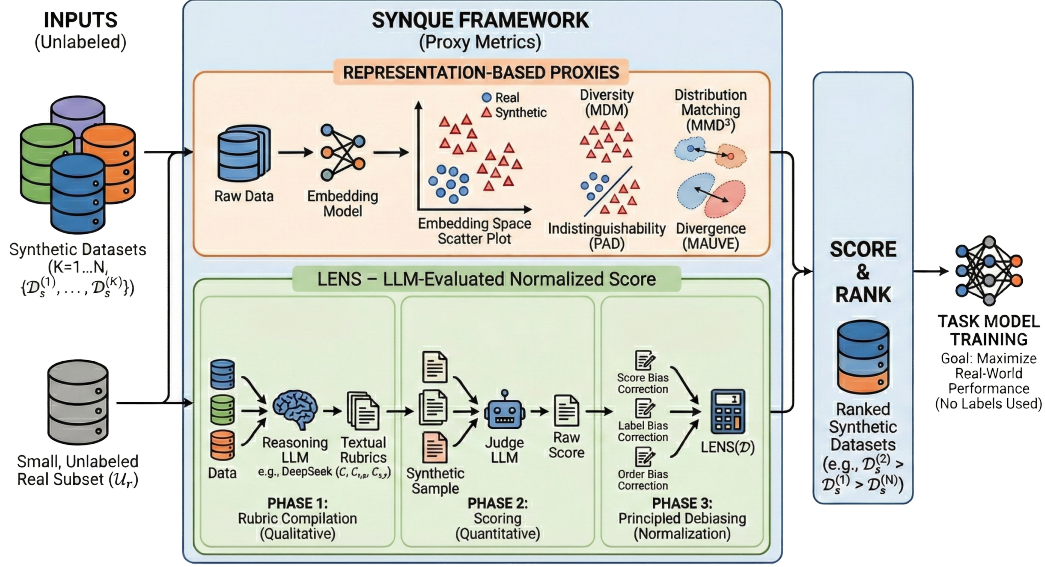 INPUTS
(Unlabeled)
Synthetic Datasets
(K=1...N,
{𝒟ₛ⁽¹⁾, . . . , 𝒟ₛ⁽ᴷ⁾})
Small, Unlabeled
Real Subset (𝒰ᵣ)
SYNQUE FRAMEWORK
(Proxy Metrics)
REPRESENTATION-BASED PROXIES
Raw Data
Embedding
Model
Real
Synthetic
Embedding Space
Scatter Plot
Diversity
(MDM)
Indistinguishability
(PAD)
Distribution
Matching
(MMD³)
Divergence
(MAUVE)
LENS – LLM-Evaluated Normalized Score
Data
Reasoning
LLM
e.g., DeepSeek
Textual
Rubrics
PHASE 1:
Rubric Compilation
(Qualitative)
Synthetic
Sample
Judge
LLM
Raw
Score
PHASE 2:
Scoring
(Quantitative)
Score Bias
Correction
Label Bias
Correction
Order Bias
Correction
1
LENS(𝒟)
PHASE 3:
Principled Debiasing
(Normalization)
SCORE
&
RANK
Ranked
Synthetic
Datasets
(e.g., 𝒟ₛ⁽²⁾ >
𝒟ₛ⁽¹⁾ > 𝒟ₛ⁽ᴺ⁾)
TASK MODEL
TRAINING
Goal: Maximize
Real-World
Performance
(No Labels Used)